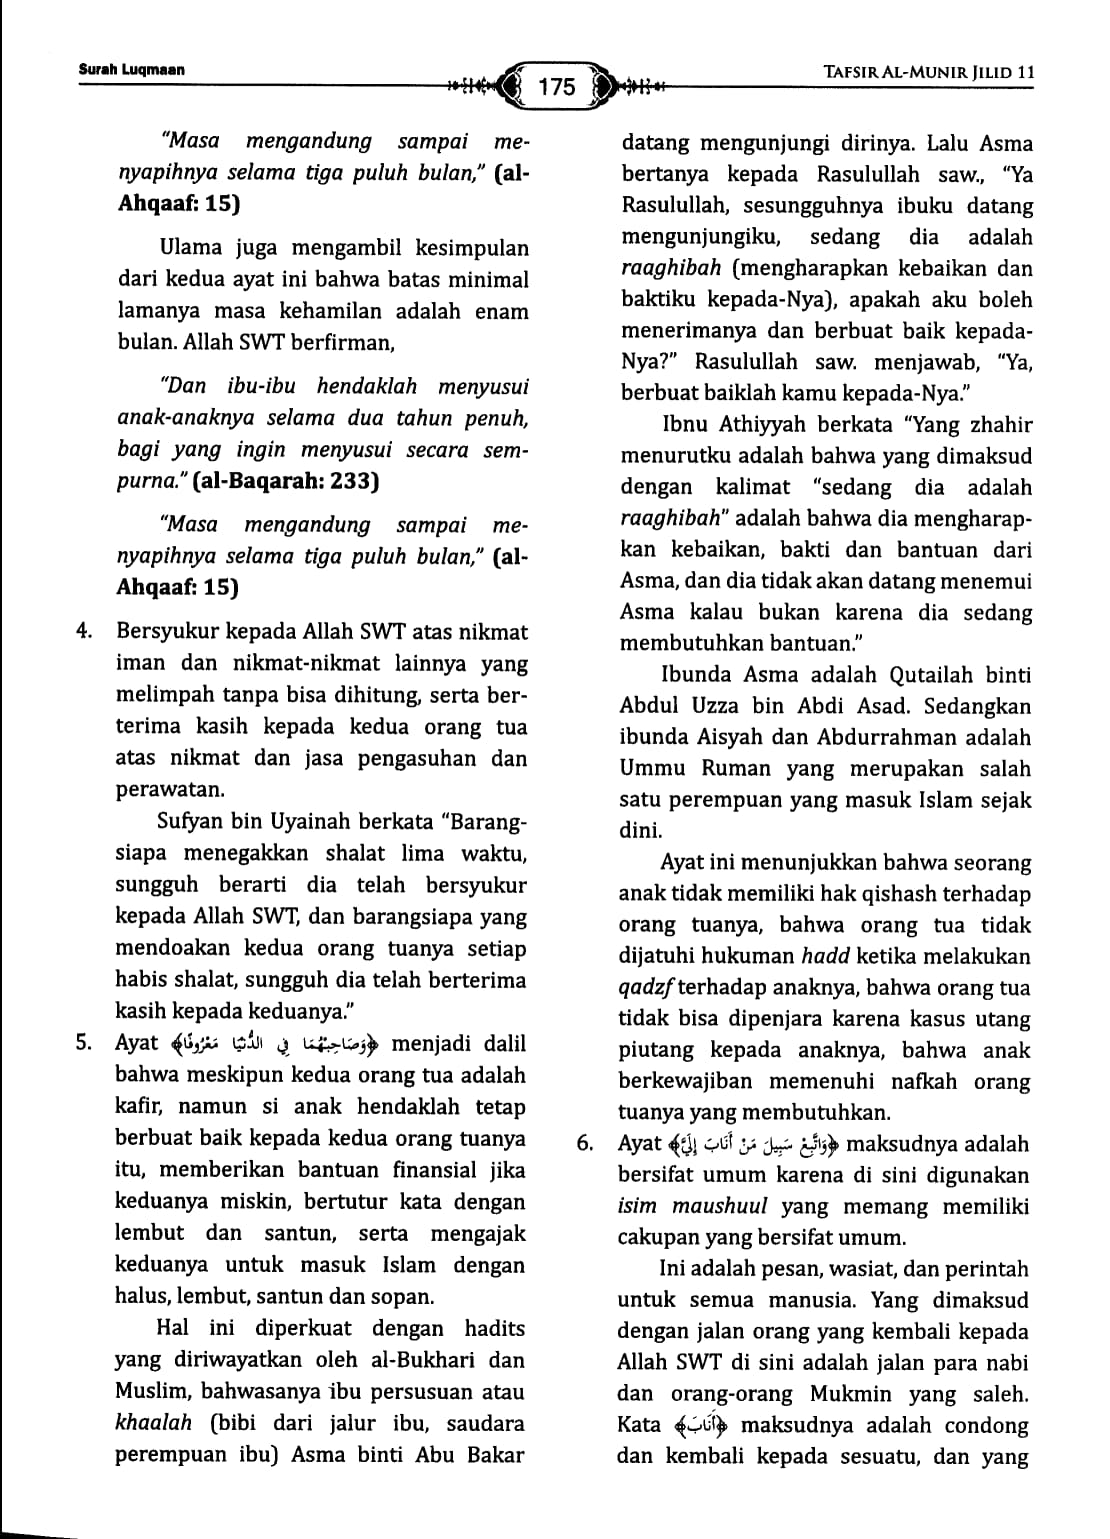 Surah Luqmaan
175
TAFSIR AL-MUNIR JILID 11
“Masa mengandung sampai me-
nyapihnya selama tiga puluh bulan,” (al-
Ahqaaf: 15)
Ulama juga mengambil kesimpulan
dari kedua ayat ini bahwa batas minimal
lamanya masa kehamilan adalah enam
bulan. Allah SWT berfirman,
“Dan ibu-ibu hendaklah menyusui
anak-anaknya selama dua tahun penuh,
bagi yang ingin menyusui secara sem-
purna.” (al-Baqarah: 233)
“Masa mengandung sampai me-
nyapihnya selama tiga puluh bulan,” (al-
Ahqaaf: 15)
4. Bersyukur kepada Allah SWT atas nikmat
iman dan nikmat-nikmat lainnya yang
melimpah tanpa bisa dihitung, serta ber-
terima kasih kepada kedua orang tua
atas nikmat dan jasa pengasuhan dan
perawatan.
Sufyan bin Uyainah berkata “Barang-
siapa menegakkan shalat lima waktu,
sungguh berarti dia telah bersyukur
kepada Allah SWT, dan barangsiapa yang
mendoakan kedua orang tuanya setiap
habis shalat, sungguh dia telah berterima
kasih kepada keduanya.”
5. Ayat ﴿وَصَاحِبْهُمَا فِي الدُّنْيَا مَعْرُوفًا﴾ menjadi dalil
bahwa meskipun kedua orang tua adalah
kafir, namun si anak hendaklah tetap
berbuat baik kepada kedua orang tuanya
itu, memberikan bantuan finansial jika
keduanya miskin, bertutur kata dengan
lembut dan santun, serta mengajak
keduanya untuk masuk Islam dengan
halus, lembut, santun dan sopan.
Hal ini diperkuat dengan hadits
yang diriwayatkan oleh al-Bukhari dan
Muslim, bahwasanya ibu persusuan atau
khaalah (bibi dari jalur ibu, saudara
perempuan ibu) Asma binti Abu Bakar
datang mengunjungi dirinya. Lalu Asma
bertanya kepada Rasulullah saw., “Ya
Rasulullah, sesungguhnya ibuku datang
mengunjungiku, sedang dia adalah
raaghibah (mengharapkan kebaikan dan
baktiku kepada-Nya), apakah aku boleh
menerimanya dan berbuat baik kepada-
Nya?” Rasulullah saw. menjawab, “Ya,
berbuat baiklah kamu kepada-Nya.”
Ibnu Athiyyah berkata “Yang zhahir
menurutku adalah bahwa yang dimaksud
dengan kalimat “sedang dia adalah
raaghibah” adalah bahwa dia mengharap-
kan kebaikan, bakti dan bantuan dari
Asma, dan dia tidak akan datang menemui
Asma kalau bukan karena dia sedang
membutuhkan bantuan.”
Ibunda Asma adalah Qutailah binti
Abdul Uzza bin Abdi Asad. Sedangkan
ibunda Aisyah dan Abdurrahman adalah
Ummu Ruman yang merupakan salah
satu perempuan yang masuk Islam sejak
dini.
Ayat ini menunjukkan bahwa seorang
anak tidak memiliki hak qishash terhadap
orang tuanya, bahwa orang tua tidak
dijatuhi hukuman hadd ketika melakukan
qadzf terhadap anaknya, bahwa orang tua
tidak bisa dipenjara karena kasus utang
piutang kepada anaknya, bahwa anak
berkewajiban memenuhi nafkah orang
tuanya yang membutuhkan.
6. Ayat ﴿وَاتَّبِعْ سَبِيلَ مَنْ أَنَابَ إِلَيَّ﴾ maksudnya adalah
bersifat umum karena di sini digunakan
isim maushuul yang memang memiliki
cakupan yang bersifat umum.
Ini adalah pesan, wasiat, dan perintah
untuk semua manusia. Yang dimaksud
dengan jalan orang yang kembali kepada
Allah SWT di sini adalah jalan para nabi
dan orang-orang Mukmin yang saleh.
Kata ﴿أَنَابَ﴾ maksudnya adalah condong
dan kembali kepada sesuatu, dan yang